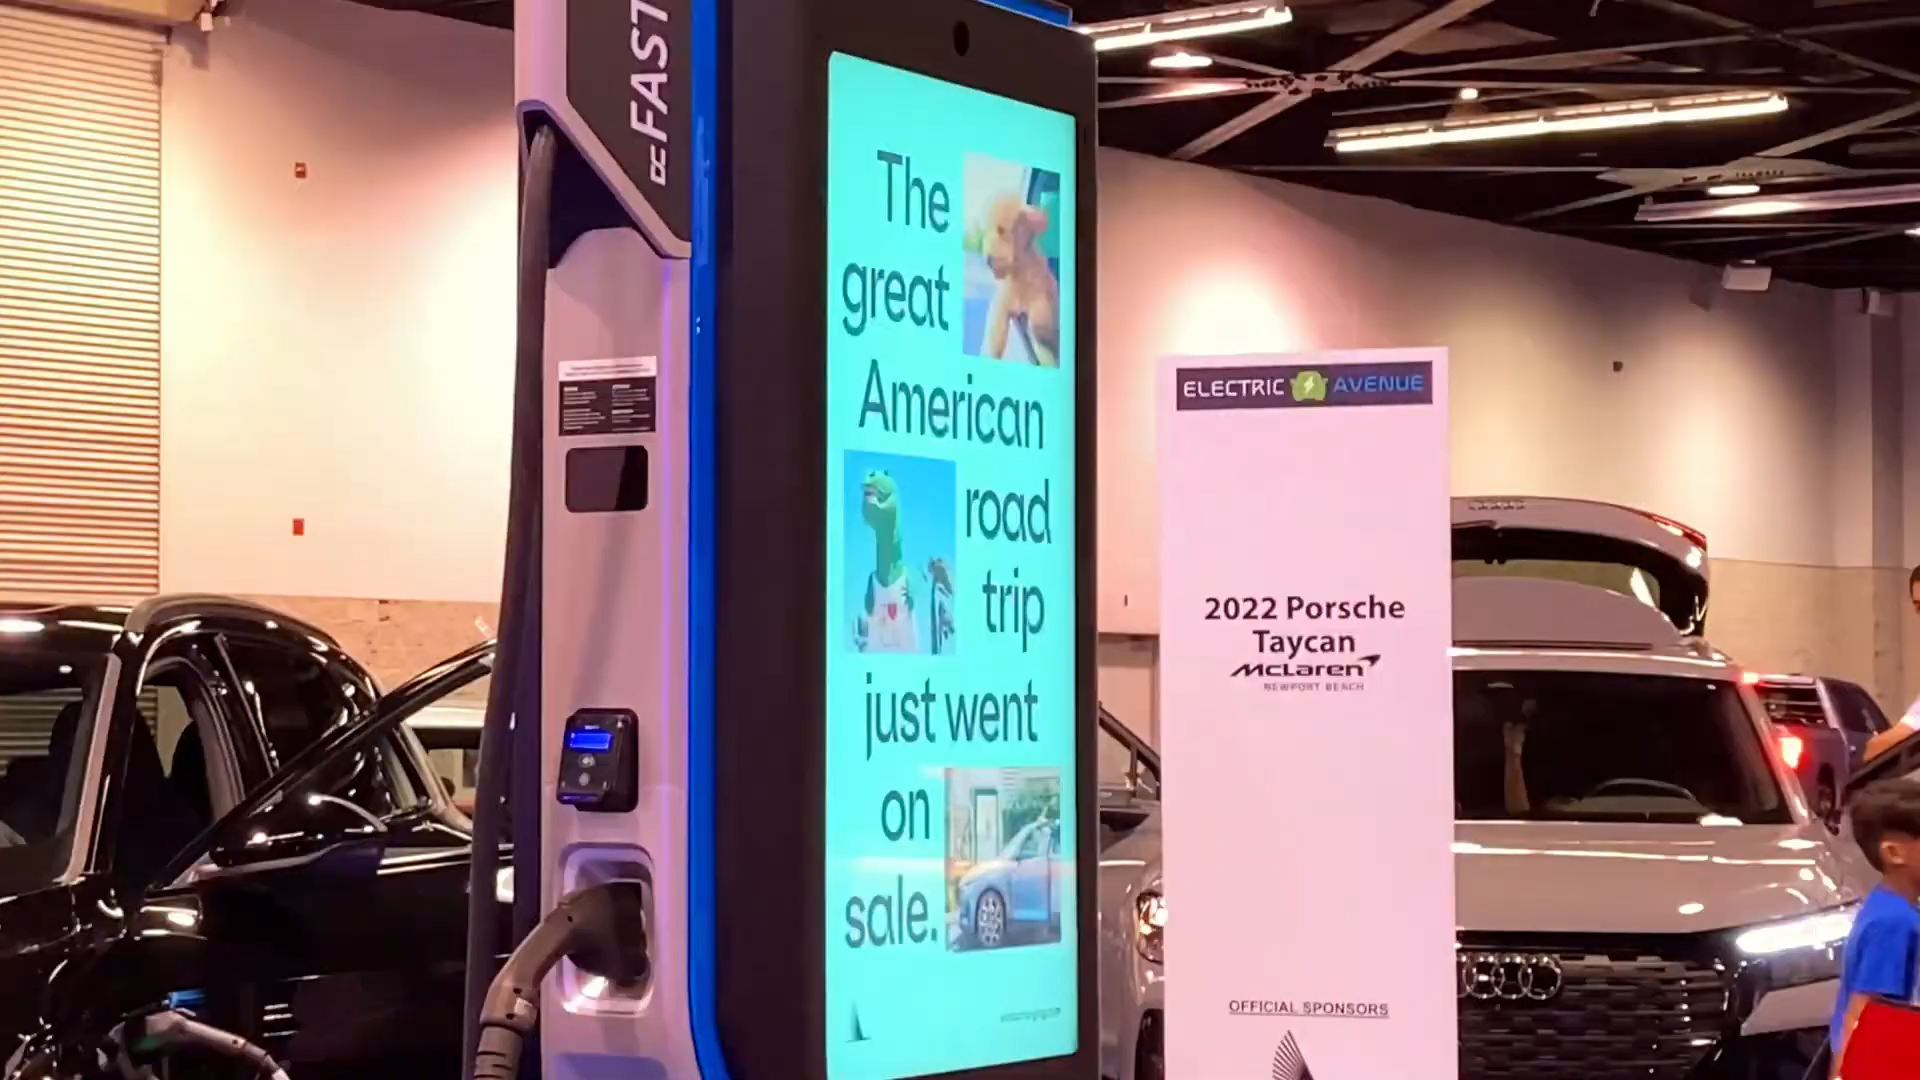 FAST
DC
The
great
American
road
trip
just went
on
sale.
ELECTRIC AVENUE
2022 Porsche
Taycan
McLaren
NEWPORT BEACH
OFFICIAL SPONSORS